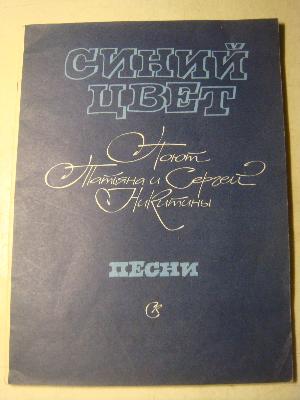 СИНИЙ
ЦВЕТ
Поют
Татьяна и Сергей
Никитины
ПЕСНИ